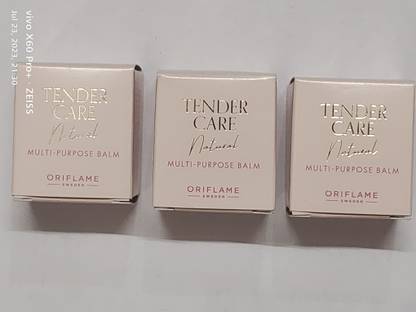 vivo X60 Pro+ ZEISS
Jul 23, 2023, 21:30
TENDER
CARE
Natural
MULTI-PURPOSE BALM
ORIFLAME
SWEDEN
TENDER
CARE
Natural
MULTI-PURPOSE BALM
ORIFLAME
SWEDEN
TENDER
CARE
Natural
MULTI-PURPOSE BALM
ORIFLAME
SWEDEN